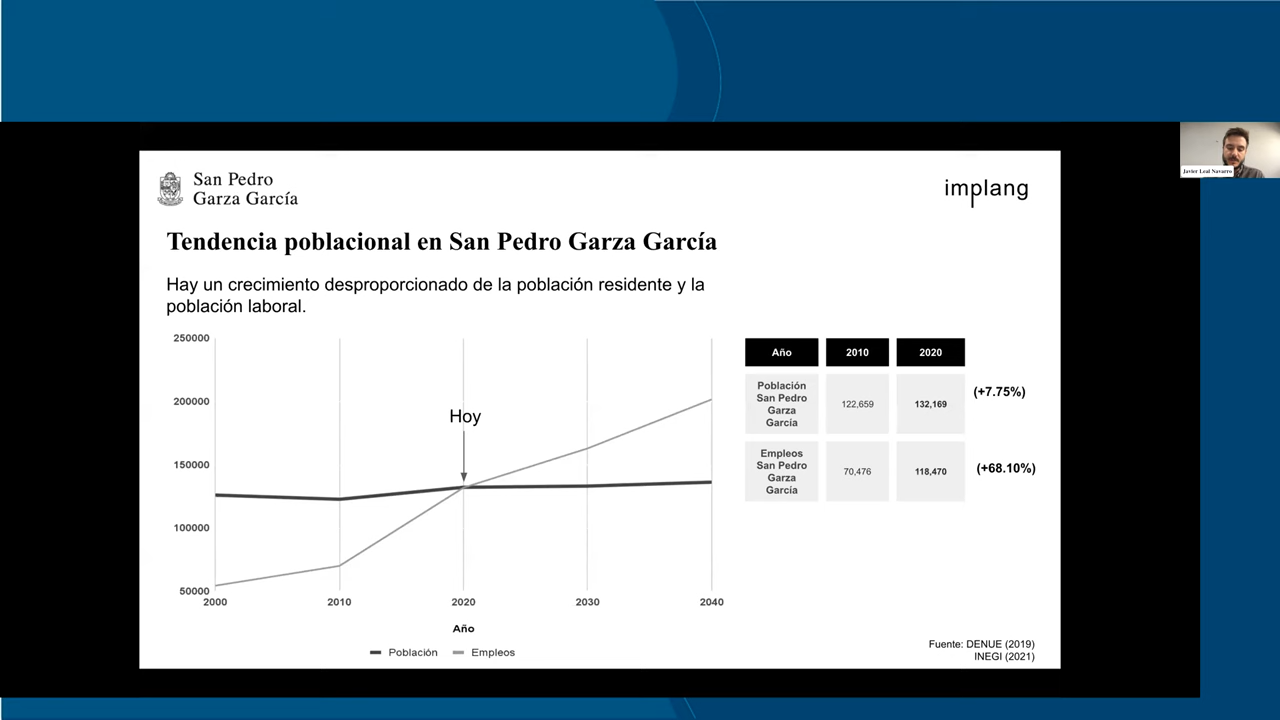 San Pedro
Garza García
implang
Javier Leal Navarro
Tendencia poblacional en San Pedro Garza García
Hay un crecimiento desproporcionado de la población residente y la
población laboral.
250000
200000
150000
100000
50000
Hoy
2000
2010
2020
2030
2040
Año
Población
Empleos
Año
2010
2020
Población
San Pedro
Garza
García
122,659
132,169
(+7.75%)
Empleos
San Pedro
Garza
García
70,476
118,470
(+68.10%)
Fuente: DENUE (2019)
INEGI (2021)